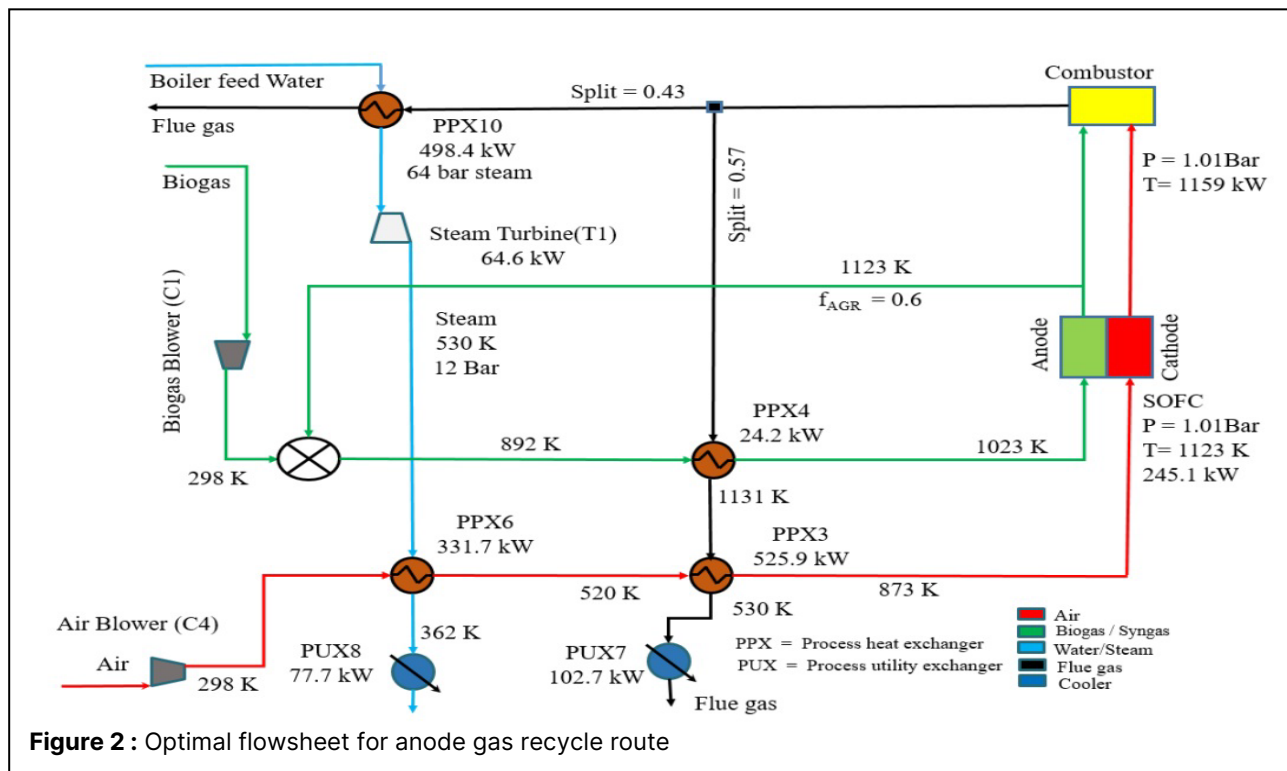 Boiler feed Water
Flue gas
PPX10
498.4 kW
64 bar steam
Split = 0.43
Combustor
P = 1.01Bar
T= 1159 kW
Biogas
Biogas Blower (C1)
Steam Turbine(T1)
64.6 kW
Split = 0.57
1123 K
f_AGR = 0.6
Steam
530 K
12 Bar
Anode
Cathode
SOFC
P = 1.01Bar
T= 1123 K
245.1 kW
298 K
892 K
PPX4
24.2 kW
1023 K
1131 K
PPX6
331.7 kW
PPX3
525.9 kW
520 K
873 K
530 K
362 K
Air Blower (C4)
Air
298 K
PUX8
77.7 kW
PUX7
102.7 kW
Flue gas
PPX = Process heat exchanger
PUX = Process utility exchanger
Air
Biogas / Syngas
Water/Steam
Flue gas
Cooler
Figure 2 : Optimal flowsheet for anode gas recycle route